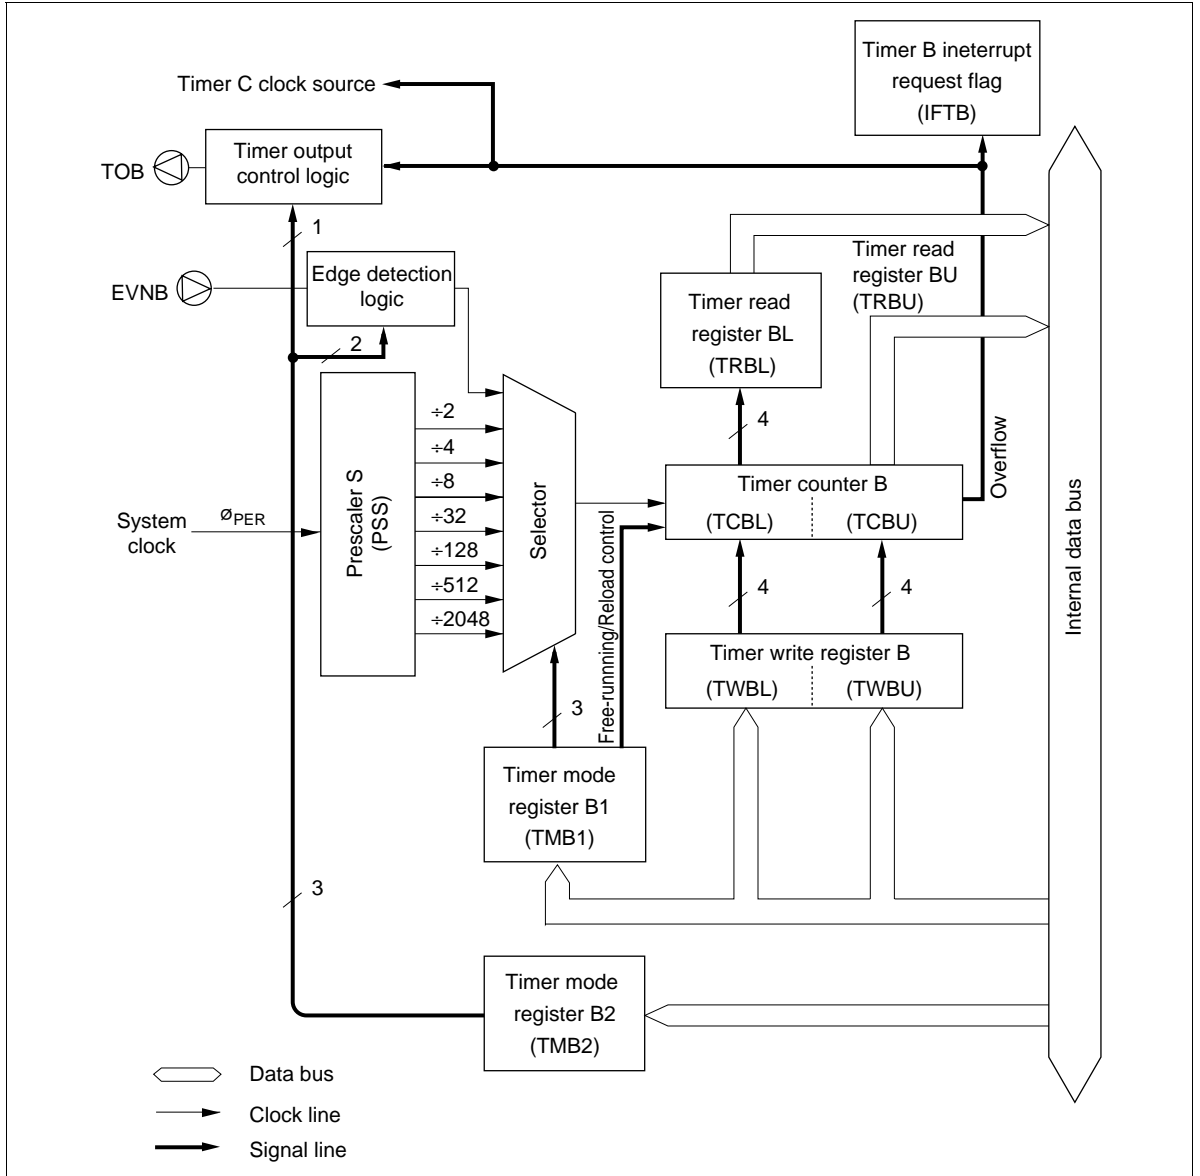 Timer B ineterrupt
request flag
(IFTB)
Timer C clock source
Timer output
control logic
TOB
1
Edge detection
logic
EVNB
2
Timer read
register BU
(TRBU)
Timer read
register BL
(TRBL)
4
Overflow
Internal data bus
÷2
÷4
÷8
÷32
÷128
÷512
÷2048
Prescaler S
(PSS)
Selector
System
clock
øPER
Timer counter B
(TCBL)
(TCBU)
4
4
Free-runnning/Reload control
Timer write register B
(TWBL)
(TWBU)
3
Timer mode
register B1
(TMB1)
3
Timer mode
register B2
(TMB2)
Data bus
Clock line
Signal line